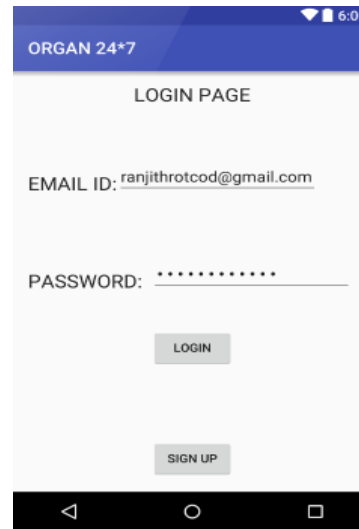 6:0
ORGAN 24*7
LOGIN PAGE
EMAIL ID: ranjithrotcod@gmail.com
PASSWORD: ••••••••••••
LOGIN
SIGN UP